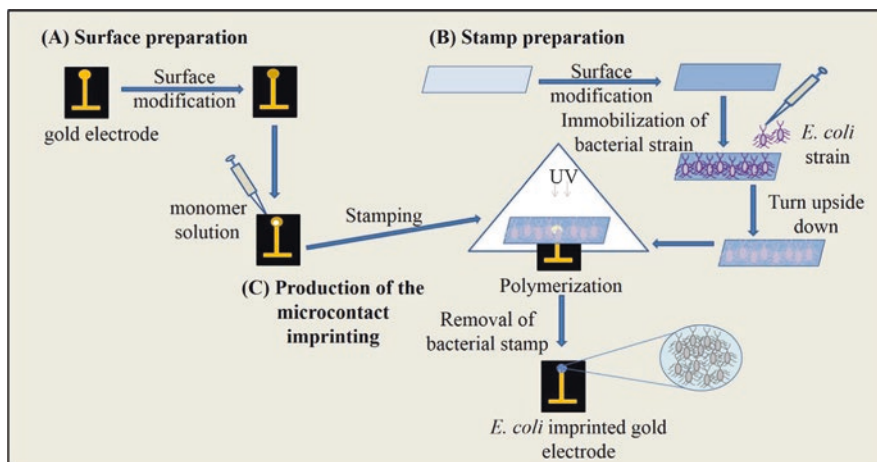 (A) Surface preparation
Surface
modification
gold electrode
monomer
solution
(B) Stamp preparation
Surface
modification
Immobilization of
bacterial strain
E. coli
strain
Turn upside
down
Stamping
UV
(C) Production of the
microcontact
imprinting
Polymerization
Removal of
bacterial stamp
E. coli imprinted gold
electrode